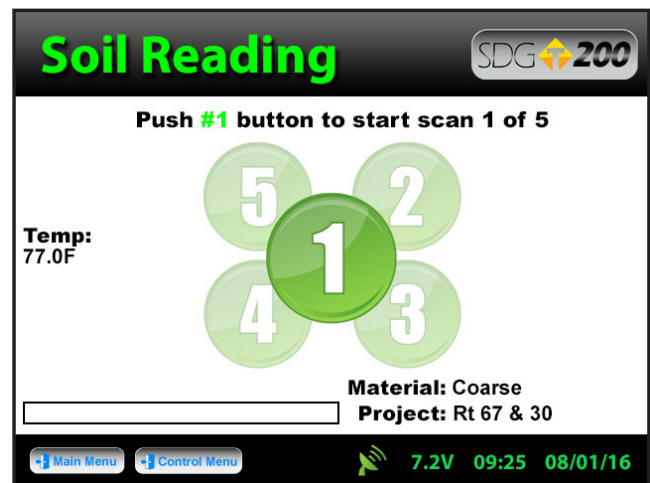 Soil Reading
SDG T 200
Push #1 button to start scan 1 of 5
5 2
1
4 3
Temp:
77.0F
Material: Coarse
Project: Rt 67 & 30
Main Menu Control Menu 7.2V 09:25 08/01/16